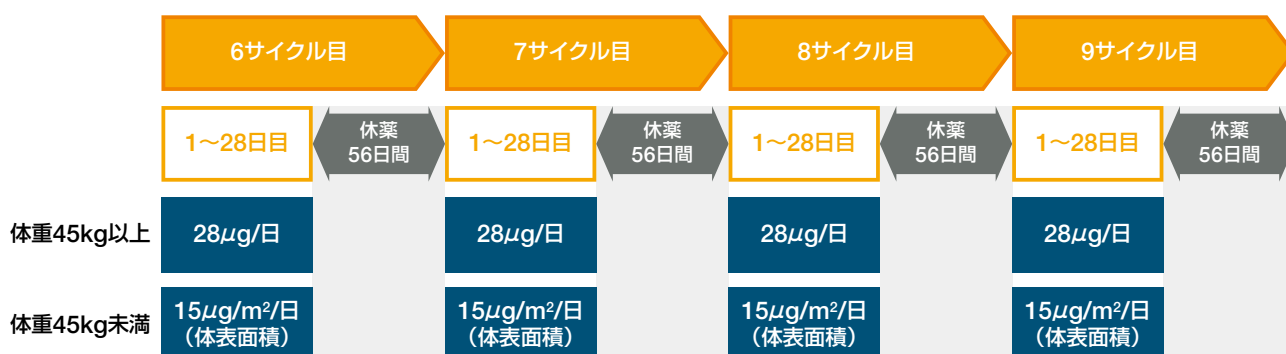 6サイクル目 7サイクル目 8サイクル目 9サイクル目
1〜28日目 休薬 56日間 1〜28日目 休薬 56日間 1〜28日目 休薬 56日間 1〜28日目 休薬 56日間
体重45kg以上 28μg/日 28μg/日 28μg/日 28μg/日
体重45kg未満 15μg/m²/日 (体表面積) 15μg/m²/日 (体表面積) 15μg/m²/日 (体表面積) 15μg/m²/日 (体表面積)